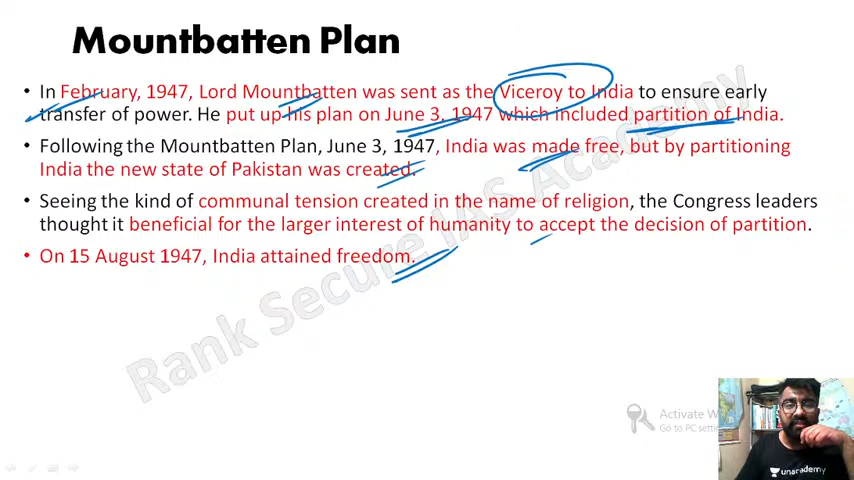 Mountbatten Plan
• In February, 1947, Lord Mountbatten was sent as the Viceroy to India to ensure early
transfer of power. He put up his plan on June 3, 1947 which included partition of India.
• Following the Mountbatten Plan, June 3, 1947, India was made free, but by partitioning
India the new state of Pakistan was created.
• Seeing the kind of communal tension created in the name of religion, the Congress leaders
thought it beneficial for the larger interest of humanity to accept the decision of partition.
• On 15 August 1947, India attained freedom.
Rank Secure IAS Academy
Activate W
Go to PC
unacademy